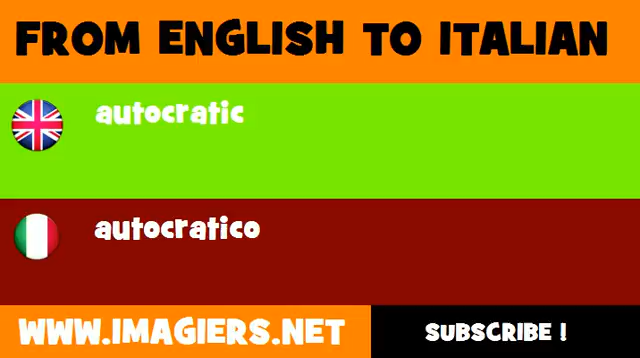 FROM ENGLISH TO ITALIAN
autocratic
autocratico
WWW.IMAGIERS.NET
SUBSCRIBE !